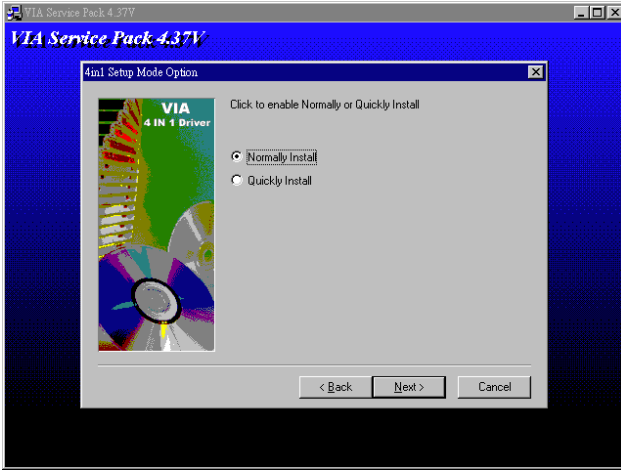 VIA Service Pack 4.37V
VIA Service Pack 4.37V
4in1 Setup Mode Option
VIA
4 IN 1 Driver
Click to enable Normally or Quickly Install
Normally Install
Quickly Install
< Back
Next >
Cancel